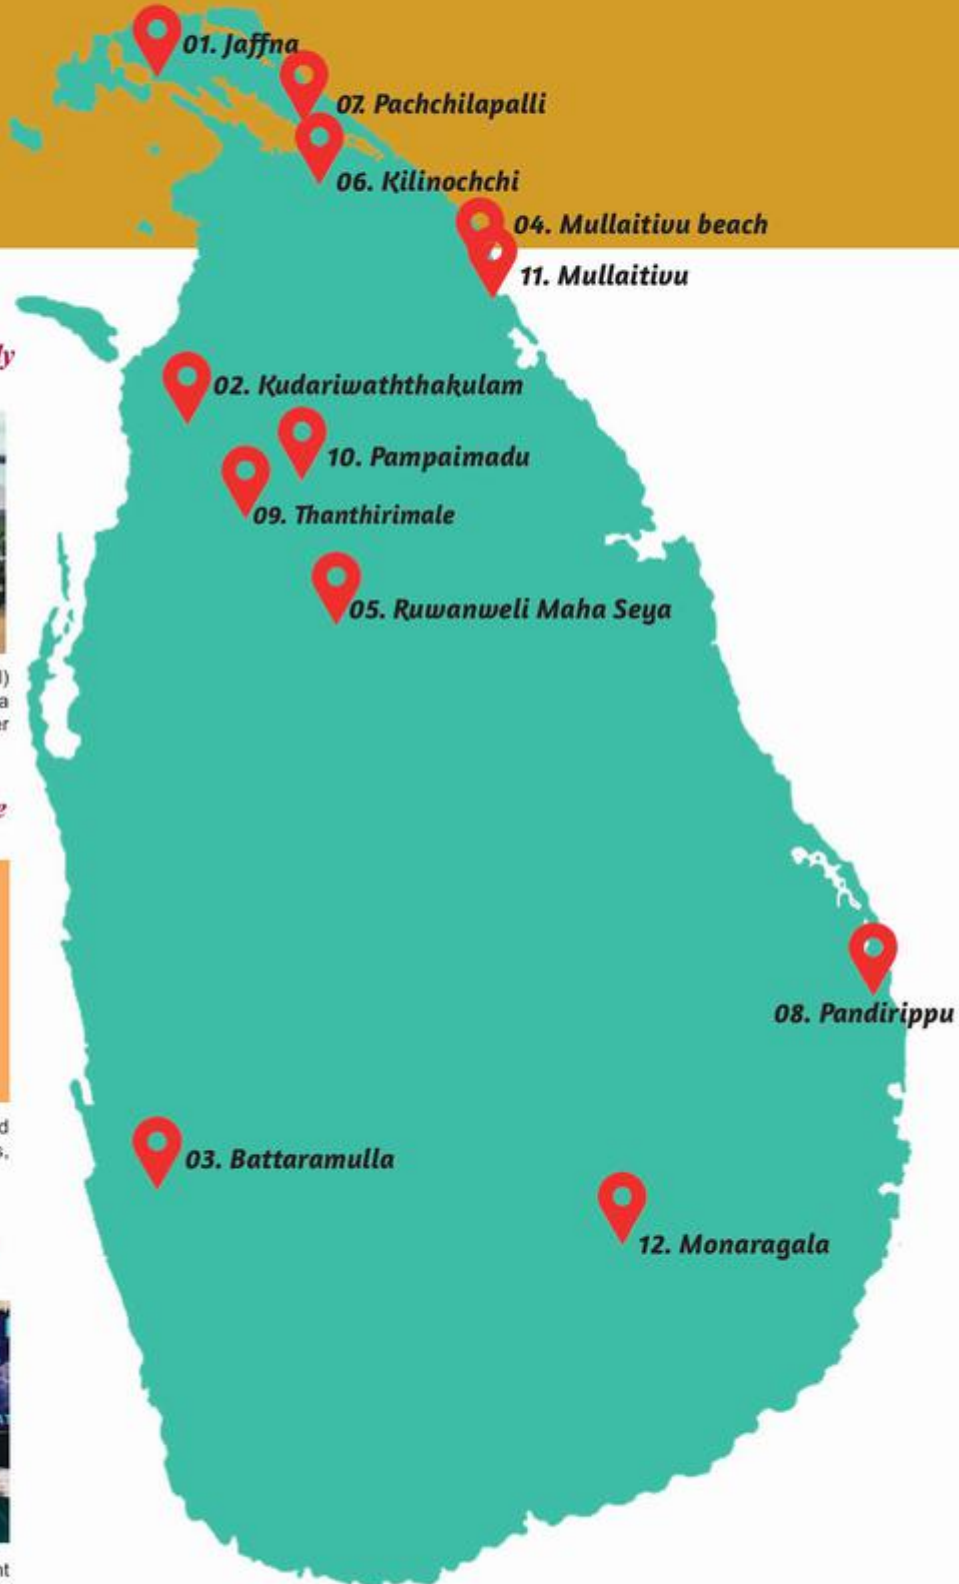 01. Jaffna
07. Pachchilapalli
06. Kilinochchi
04. Mullaitivu beach
11. Mullaitivu
02. Kudariwaththakulam
10. Pampaimadu
09. Thanthirimale
05. Ruwanweli Maha Seya
08. Pandirippu
03. Battaramulla
12. Monaragala